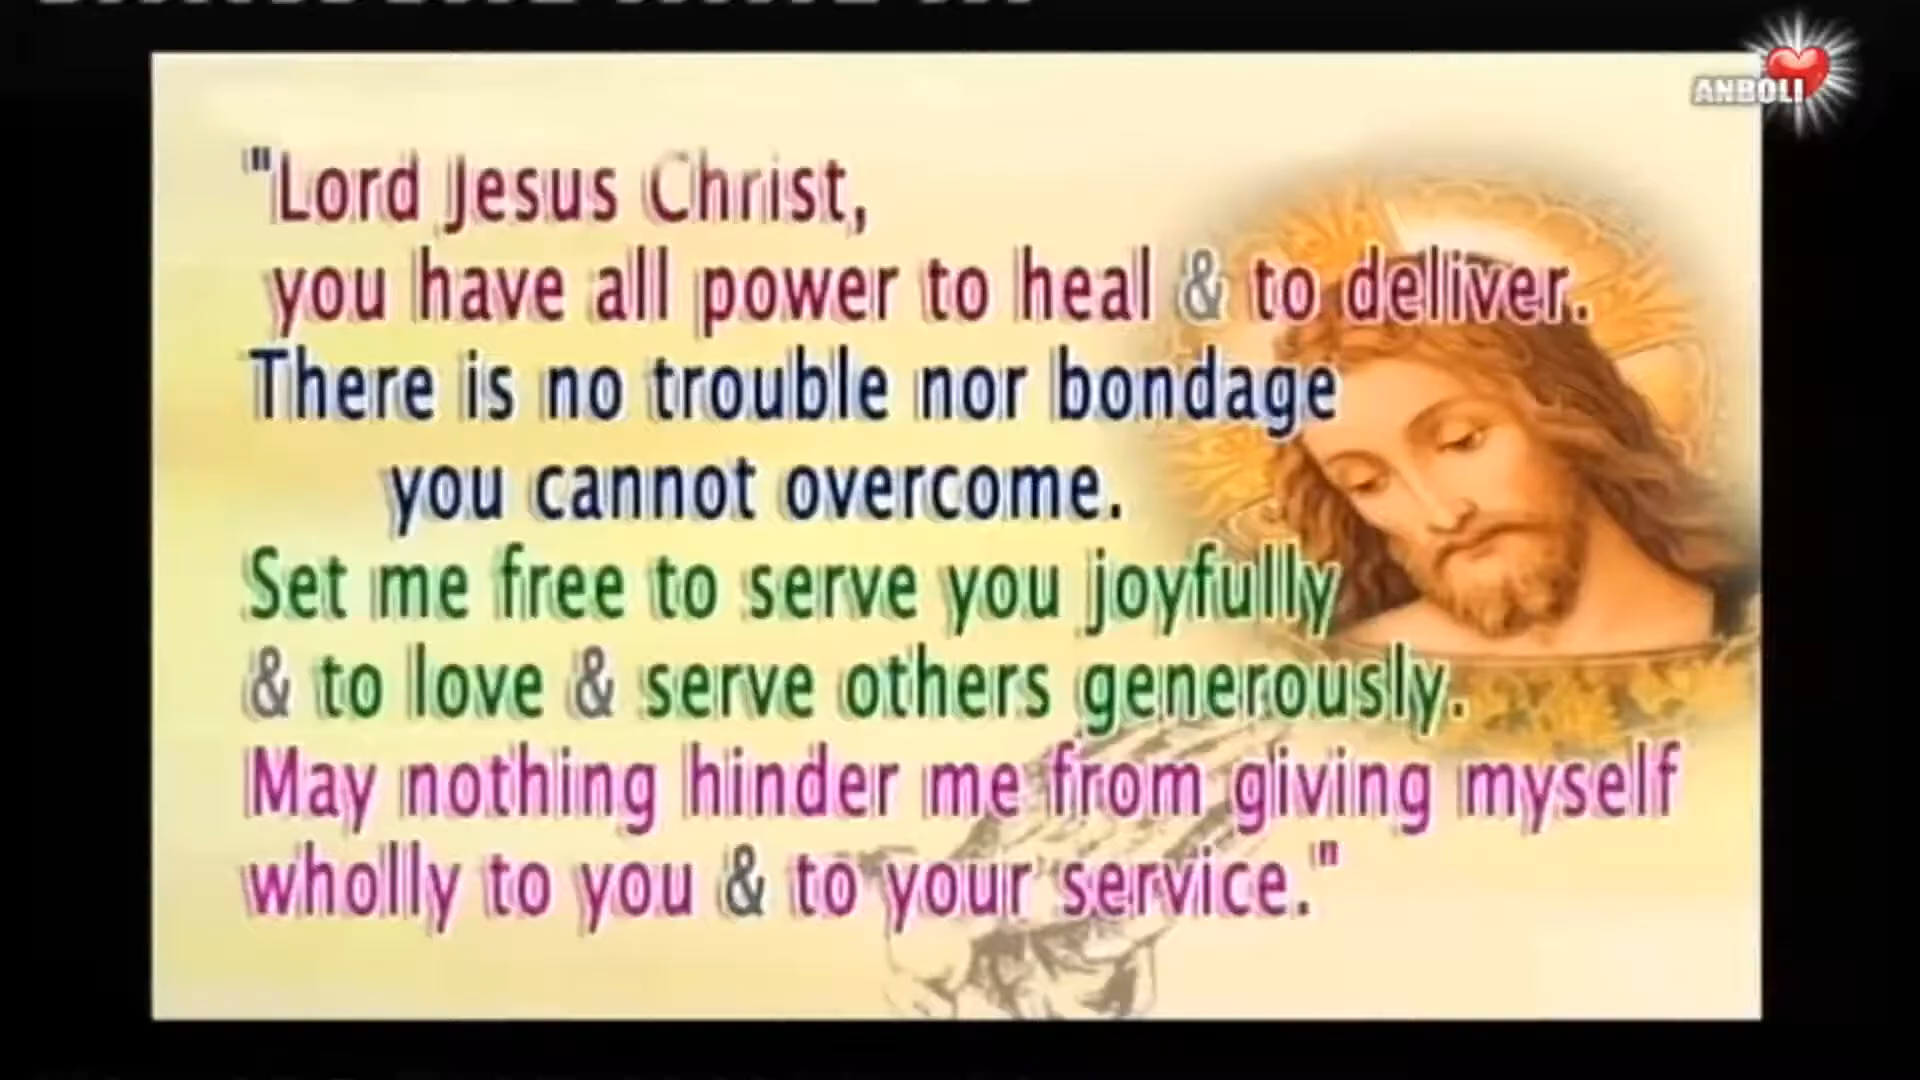 ANBOLI
"Lord Jesus Christ,
you have all power to heal & to deliver.
There is no trouble nor bondage
you cannot overcome.
Set me free to serve you joyfully
& to love & serve others generously.
May nothing hinder me from giving myself
wholly to you & to your service."